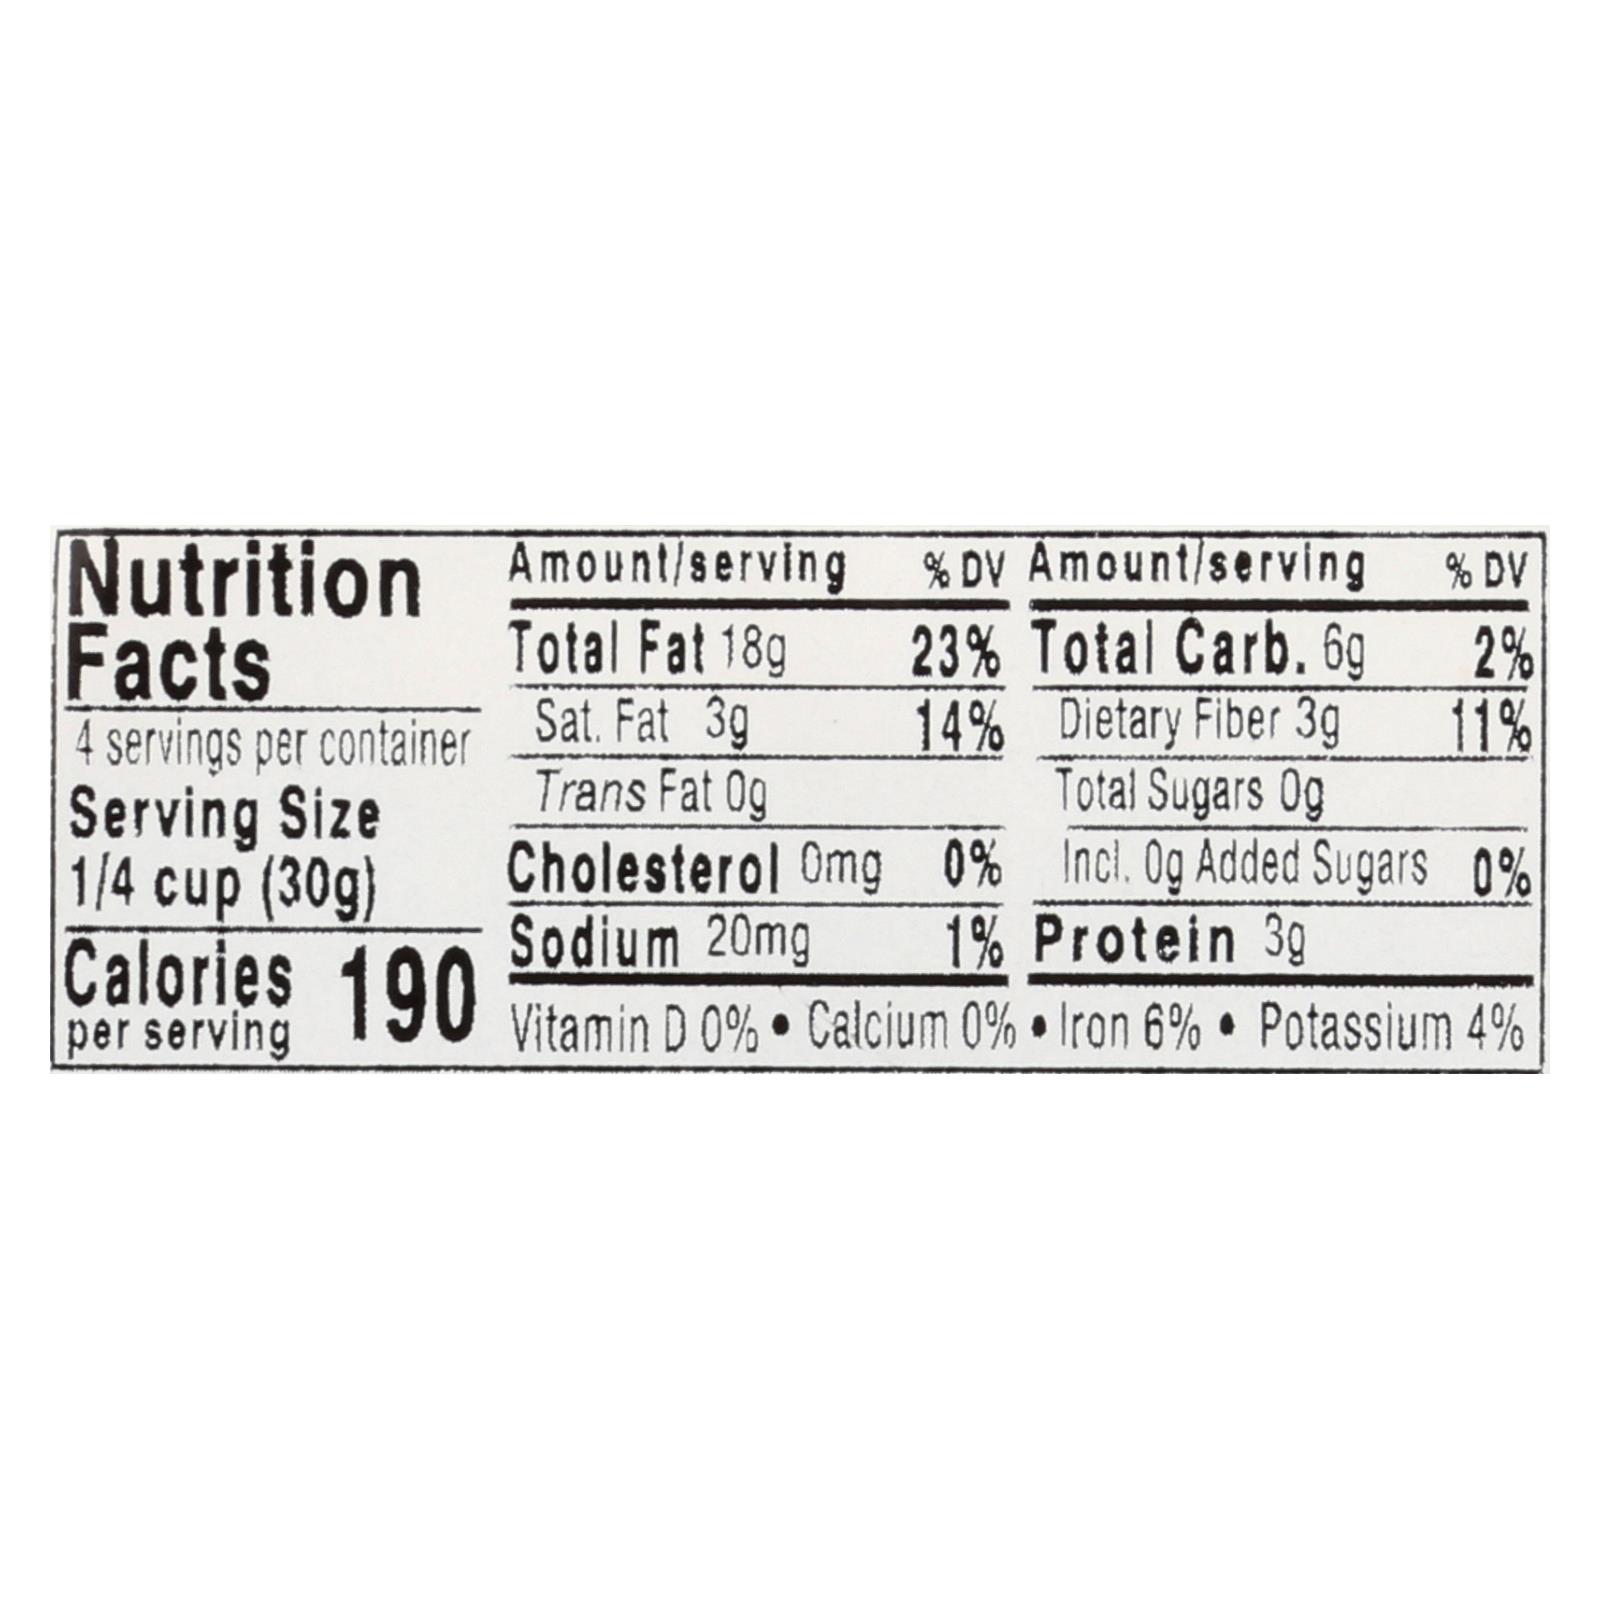 Nutrition
Facts
4 servings per container
Serving Size
1/4 cup (30g)
Calories 190
per serving
Amount/serving % DV
Total Fat 18g 23%
Sat. Fat 3g 14%
Trans Fat 0g
Cholesterol 0mg 0%
Sodium 20mg 1%
Amount/serving % DV
Total Carb. 6g 2%
Dietary Fiber 3g 11%
Total Sugars 0g
Incl. 0g Added Sugars 0%
Protein 3g
Vitamin D 0% • Calcium 0% • Iron 6% • Potassium 4%